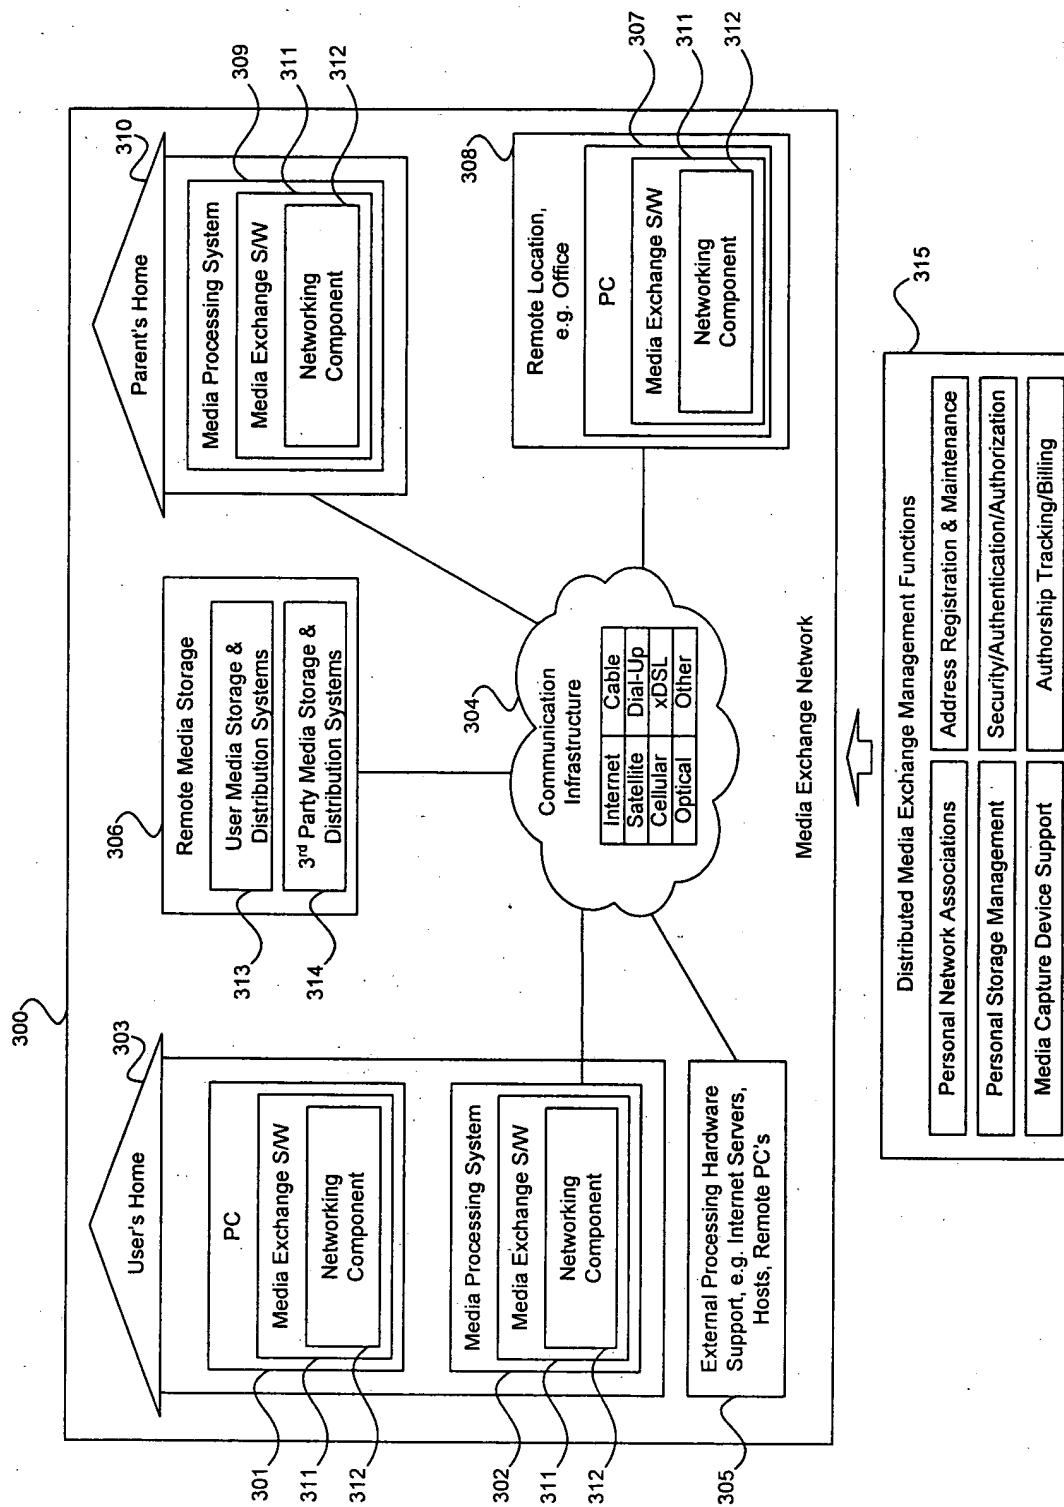 300
303
User's Home
PC
Media Exchange S/W
Networking
Component
301
311
312
Media Processing System
Media Exchange S/W
Networking
Component
302
311
312
External Processing Hardware
Support, e.g. Internet Servers,
Hosts, Remote PC's
305
306
Remote Media Storage
User Media Storage &
Distribution Systems
3rd Party Media Storage &
Distribution Systems
313
314
304
Communication
Infrastructure
Internet Cable
Satellite Dial-Up
Cellular xDSL
Optical Other
310
Parent's Home
Media Processing System
Media Exchange S/W
Networking
Component
309
311
312
308
Remote Location,
e.g. Office
PC
Media Exchange S/W
Networking
Component
307
311
312
Media Exchange Network
315
Distributed Media Exchange Management Functions
Personal Network Associations
Address Registration & Maintenance
Personal Storage Management
Security/Authentication/Authorization
Media Capture Device Support
Authorship Tracking/Billing